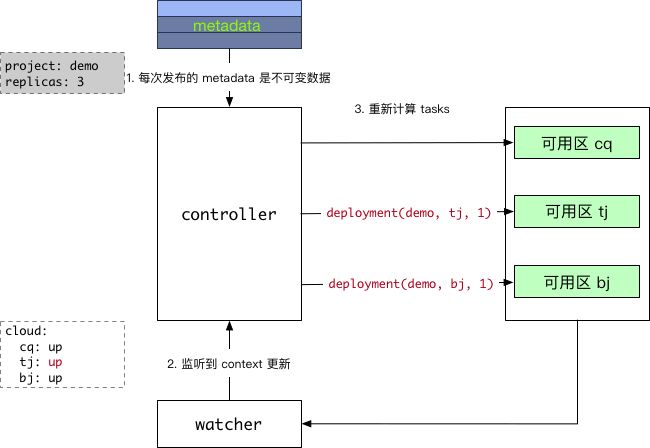 metadata
project: demo
replicas: 3
1. 每次发布的 metadata 是不可变数据
3. 重新计算 tasks
可用区 cq
controller
deployment(demo, tj, 1)
可用区 tj
deployment(demo, bj, 1)
可用区 bj
cloud:
cq: up
tj: up
bj: up
2. 监听到 context 更新
watcher